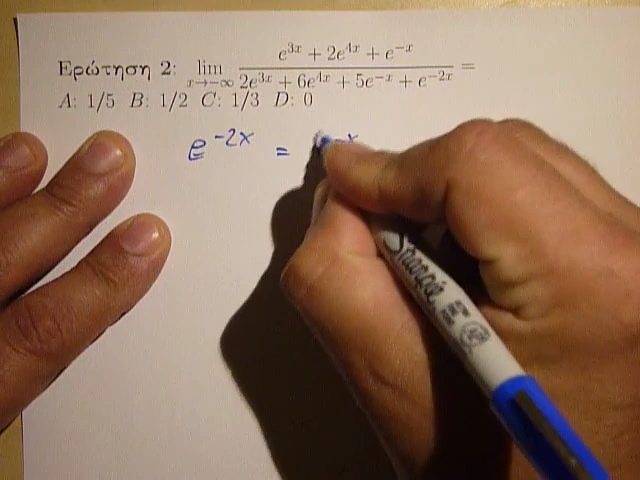 Ερώτηση 2: lim x→−∞ (e^{3x} + 2e^{4x} + e^{−x}) / (2e^{3x} + 6e^{4x} + 5e^{−x} + e^{−2x}) =
A: 1/5 B: 1/2 C: 1/3 D: 0
e^{−2x} =
Sharpie